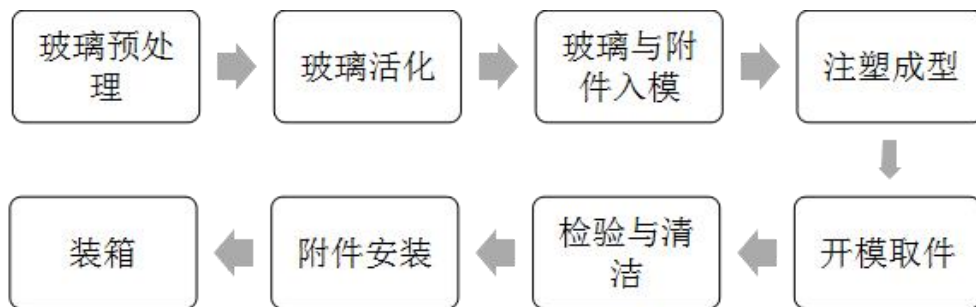 玻璃预处
理
玻璃活化
玻璃与附
件入模
注塑成型
开模取件
检验与清
洁
附件安装
装箱